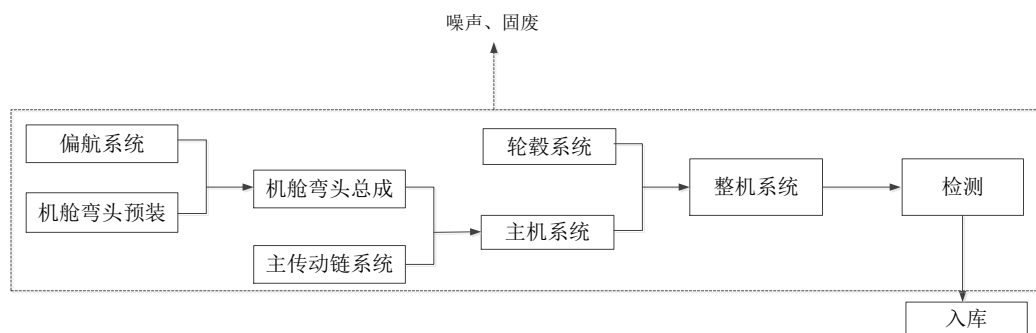 噪声、固废
偏航系统
轮毂系统
机舱弯头总成
整机系统
检测
机舱弯头预装
主机系统
主传动链系统
入库